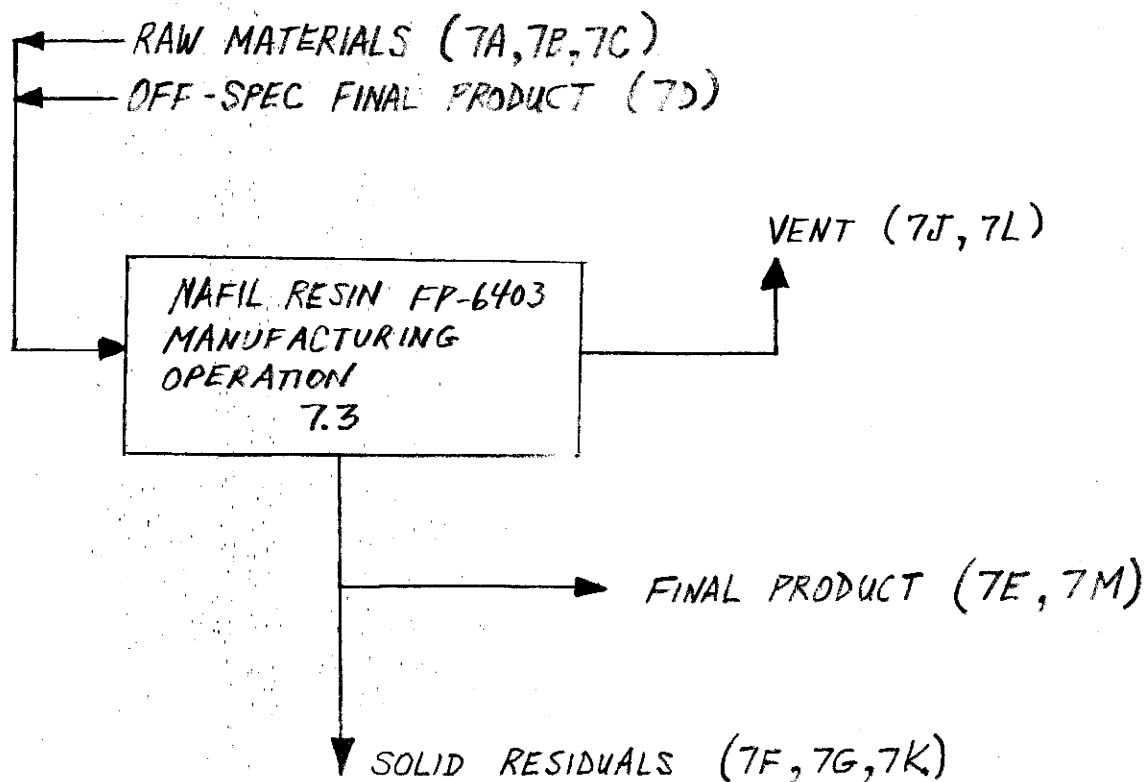 RAW MATERIALS (7A, 7B, 7C)
OFF-SPEC FINAL PRODUCT (7D)
VENT (7J, 7L)
NAFIL RESIN FP-6403
MANUFACTURING
OPERATION
7.3
FINAL PRODUCT (7E, 7M)
SOLID RESIDUALS (7F, 7G, 7K)